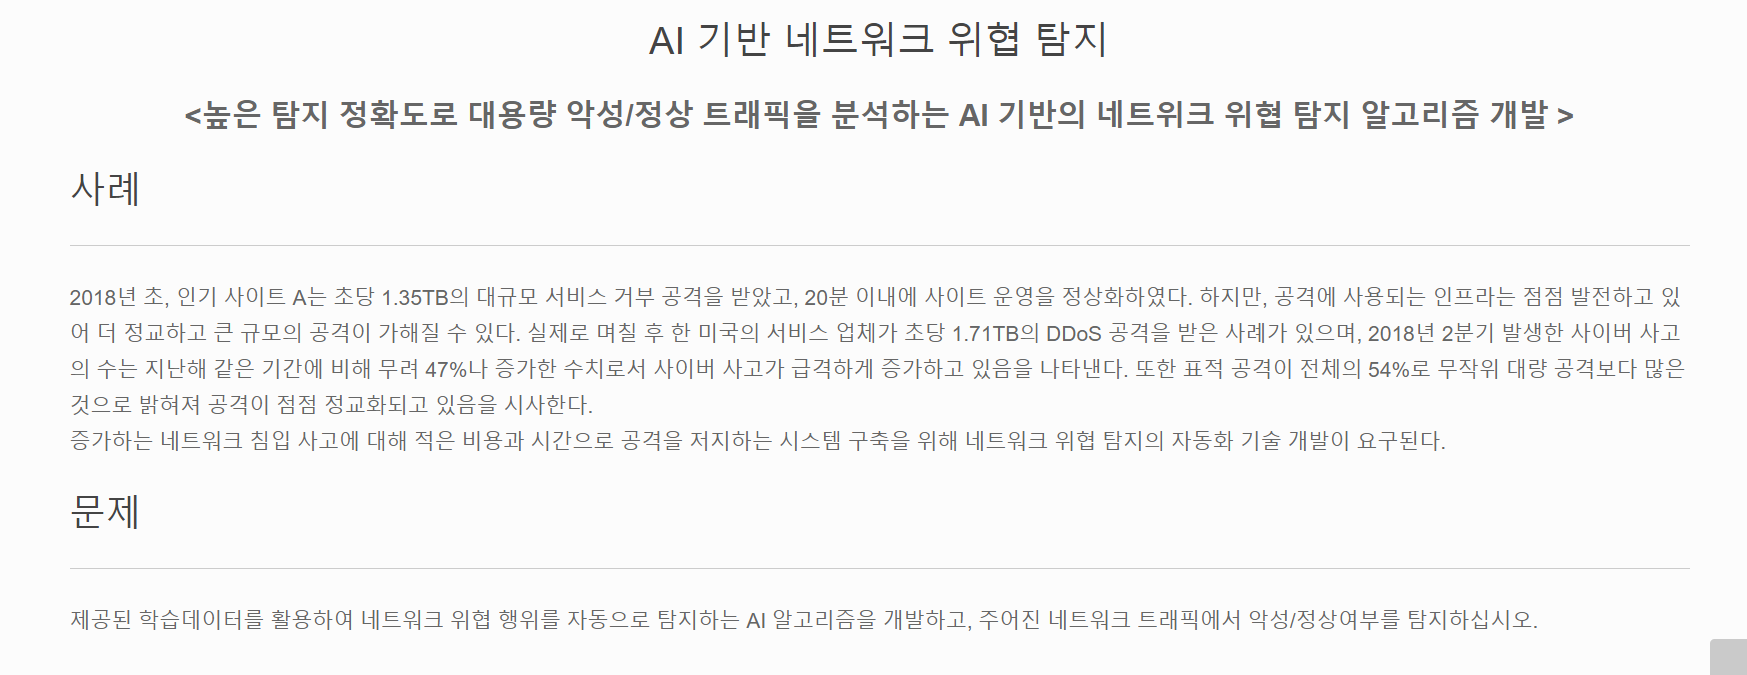 AI 기반 네트워크 위협 탐지
<높은 탐지 정확도로 대용량 악성/정상 트래픽을 분석하는 AI 기반의 네트위크 위협 탐지 알고리즘 개발 >
사례
2018년 초, 인기 사이트 A는 초당 1.35TB의 대규모 서비스 거부 공격을 받았고, 20분 이내에 사이트 운영을 정상화하였다. 하지만, 공격에 사용되는 인프라는 점점 발전하고 있
어 더 정교하고 큰 규모의 공격이 가해질 수 있다. 실제로 며칠 후 한 미국의 서비스 업체가 초당 1.71TB의 DDoS 공격을 받은 사례가 있으며, 2018년 2분기 발생한 사이버 사고
의 수는 지난해 같은 기간에 비해 무려 47%나 증가한 수치로서 사이버 사고가 급격하게 증가하고 있음을 나타낸다. 또한 표적 공격이 전체의 54%로 무작위 대량 공격보다 많은
것으로 밝혀져 공격이 점점 정교화되고 있음을 시사한다.
증가하는 네트워크 침입 사고에 대해 적은 비용과 시간으로 공격을 저지하는 시스템 구축을 위해 네트워크 위협 탐지의 자동화 기술 개발이 요구된다.
문제
제공된 학습데이터를 활용하여 네트워크 위협 행위를 자동으로 탐지하는 AI 알고리즘을 개발하고, 주어진 네트워크 트래픽에서 악성/정상여부를 탐지하십시오.